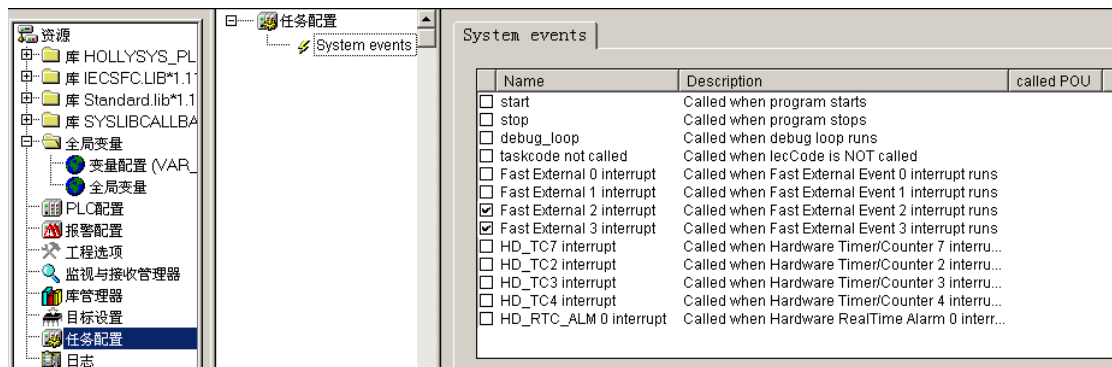 资源
库 HOLLYSYS_PL
库 IECSFC.LIB*1.1
库 Standard.lib*1.1
库 SYSLIBCALLBA
全局变量
变量配置 (VAR_
全局变量
PLC配置
报警配置
工程选项
监视与接收管理器
库管理器
目标设置
任务配置
日志
任务配置
System events
System events
Name Description called POU
start Called when program starts
stop Called when program stops
debug_loop Called when debug loop runs
taskcode not called Called when IecCode is NOT called
Fast External 0 interrupt Called when Fast External Event 0 interrupt runs
Fast External 1 interrupt Called when Fast External Event 1 interrupt runs
Fast External 2 interrupt Called when Fast External Event 2 interrupt runs
Fast External 3 interrupt Called when Fast External Event 3 interrupt runs
HD_TC7 interrupt Called when Hardware Timer/Counter 7 interru...
HD_TC2 interrupt Called when Hardware Timer/Counter 2 interru...
HD_TC3 interrupt Called when Hardware Timer/Counter 3 interru...
HD_TC4 interrupt Called when Hardware Timer/Counter 4 interru...
HD_RTC_ALM 0 interrupt Called when Hardware RealTime Alarm 0 interr...